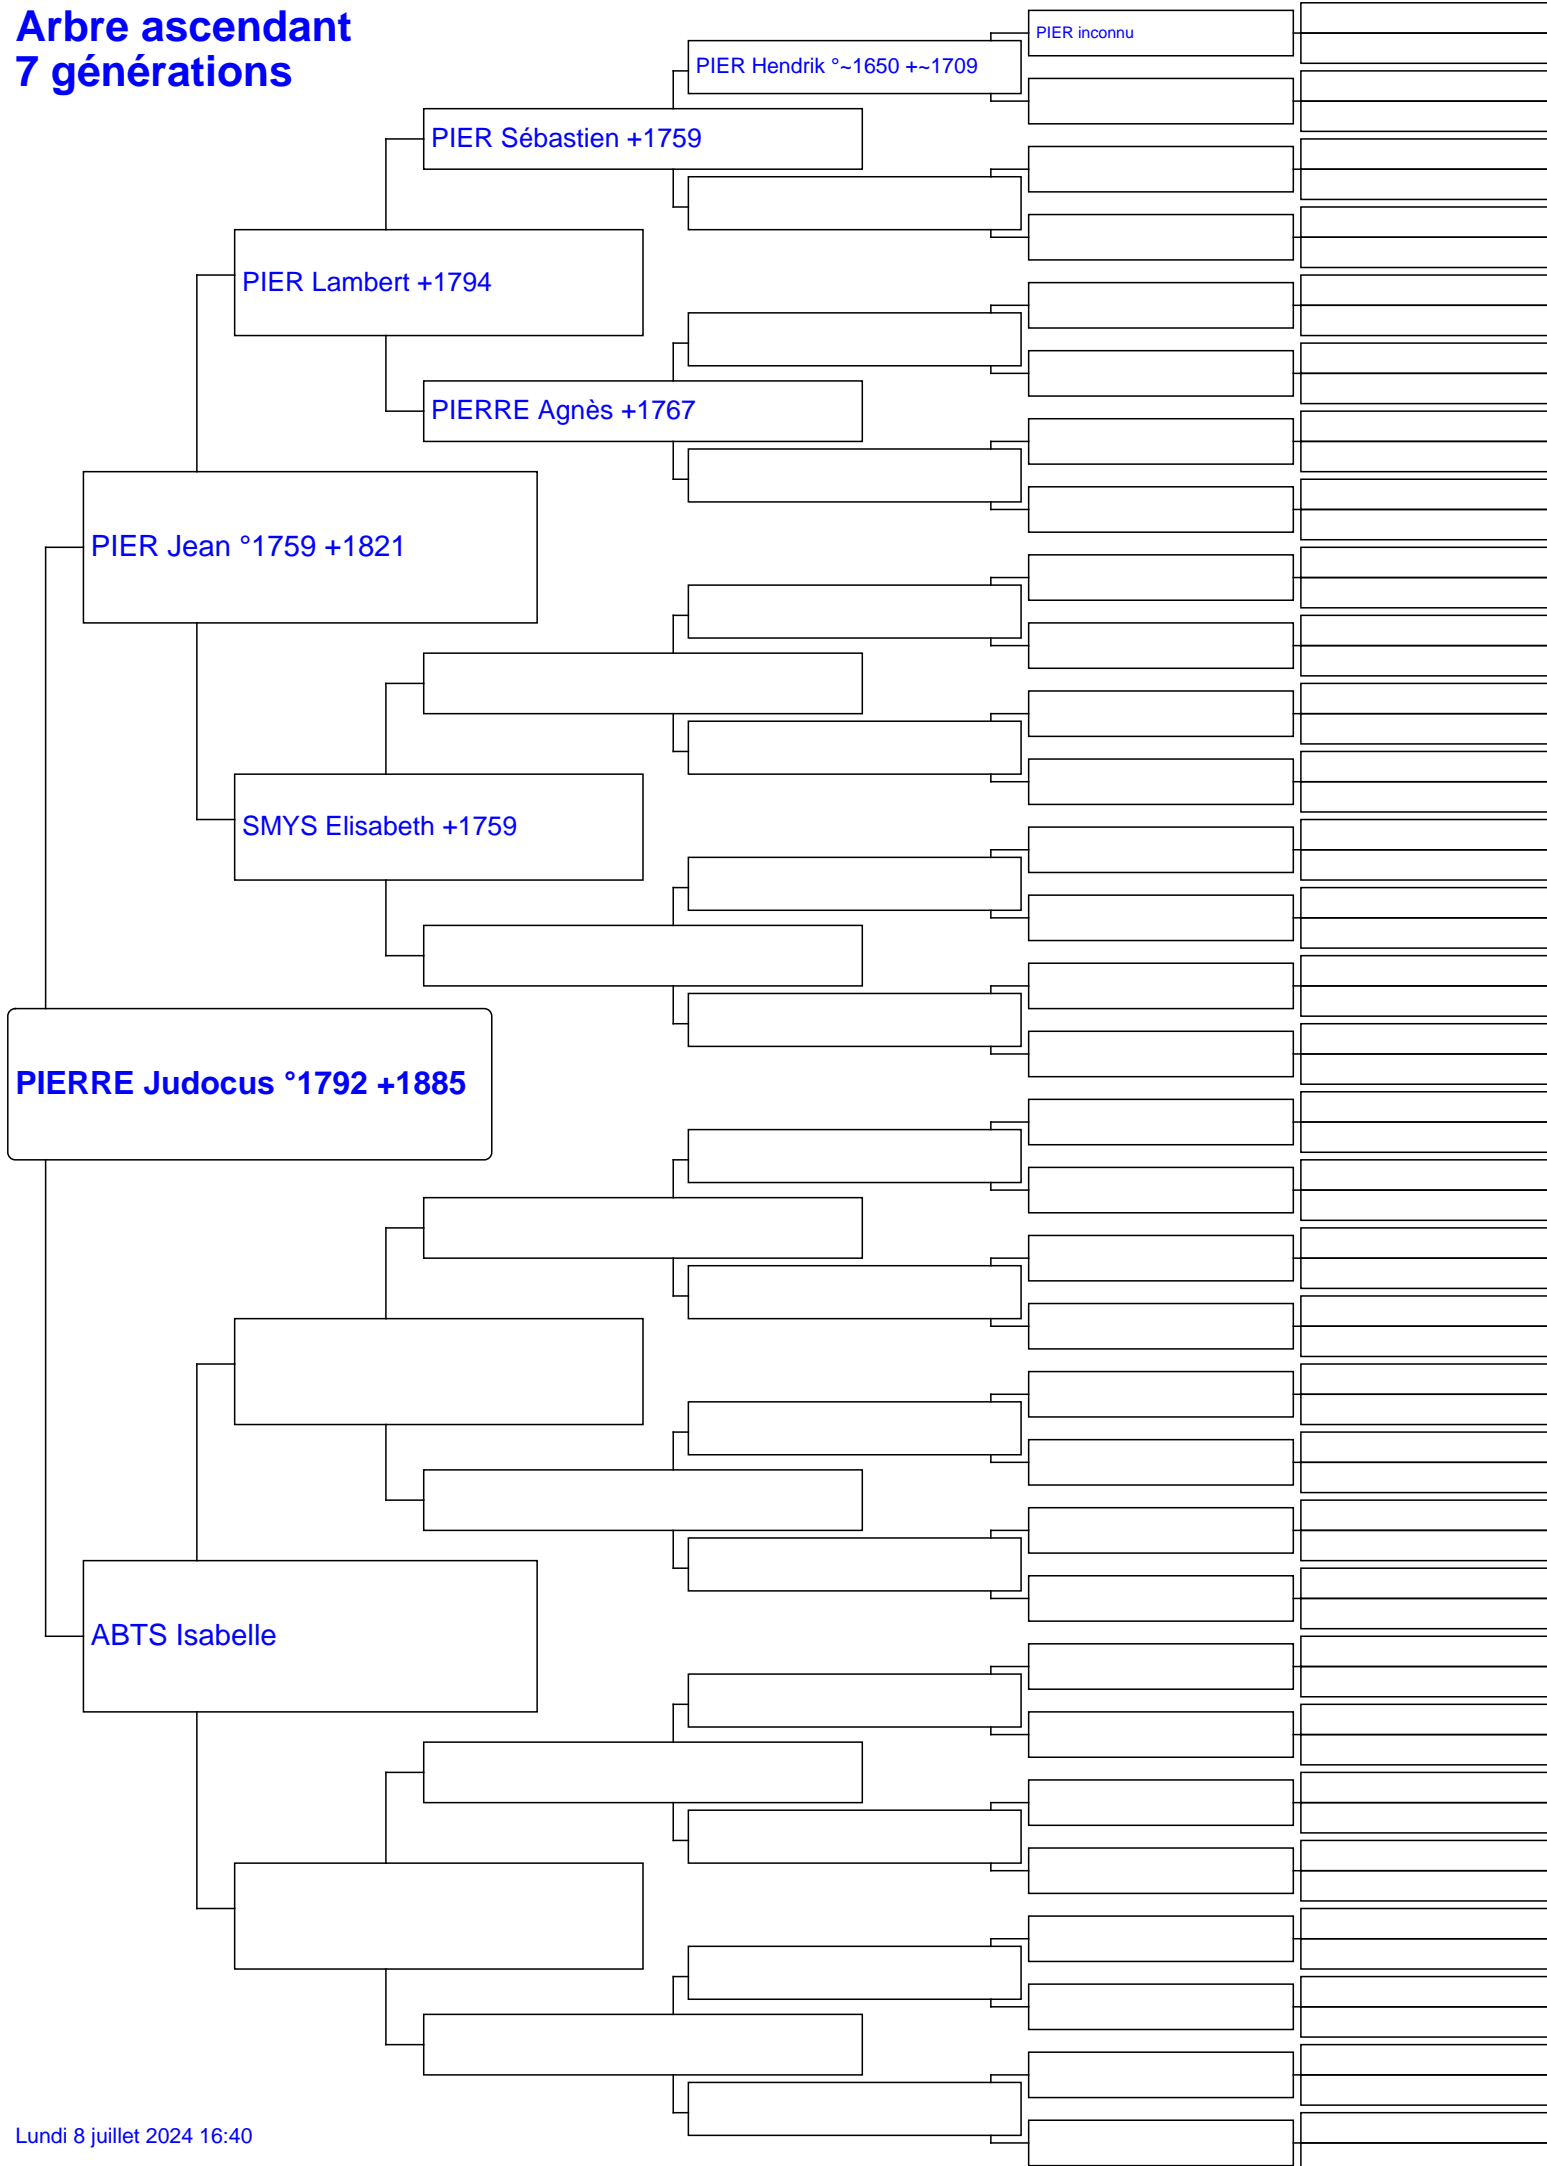 Arbre ascendant
7 générations
PIER inconnu
PIER Hendrik °~1650 +~1709
PIER Sébastien +1759
PIER Lambert +1794
PIERRE Agnès +1767
PIER Jean °1759 +1821
SMYS Elisabeth +1759
PIERRE Judocus °1792 +1885
ABTS Isabelle
Lundi 8 juillet 2024 16:40